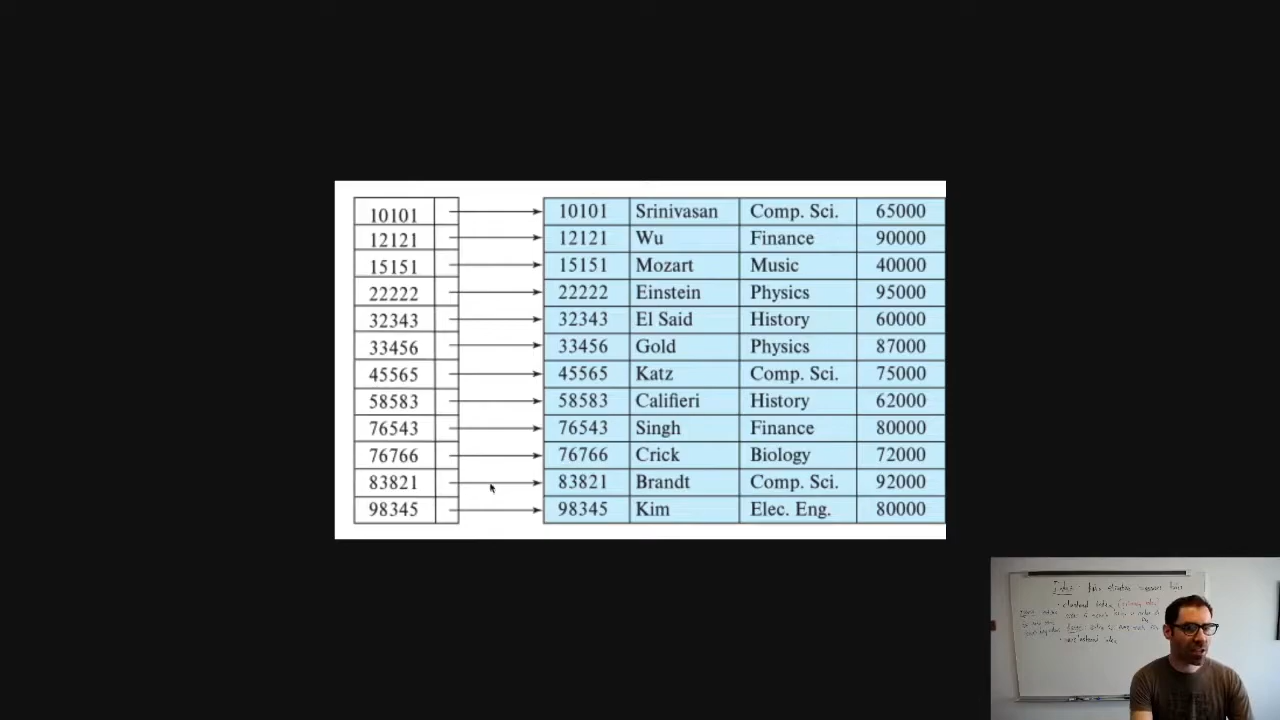 10101 10101 Srinivasan Comp. Sci. 65000
12121 12121 Wu Finance 90000
15151 15151 Mozart Music 40000
22222 22222 Einstein Physics 95000
32343 32343 El Said History 60000
33456 33456 Gold Physics 87000
45565 45565 Katz Comp. Sci. 75000
58583 58583 Califieri History 62000
76543 76543 Singh Finance 80000
76766 76766 Crick Biology 72000
83821 83821 Brandt Comp. Sci. 92000
98345 98345 Kim Elec. Eng. 80000
Index
index